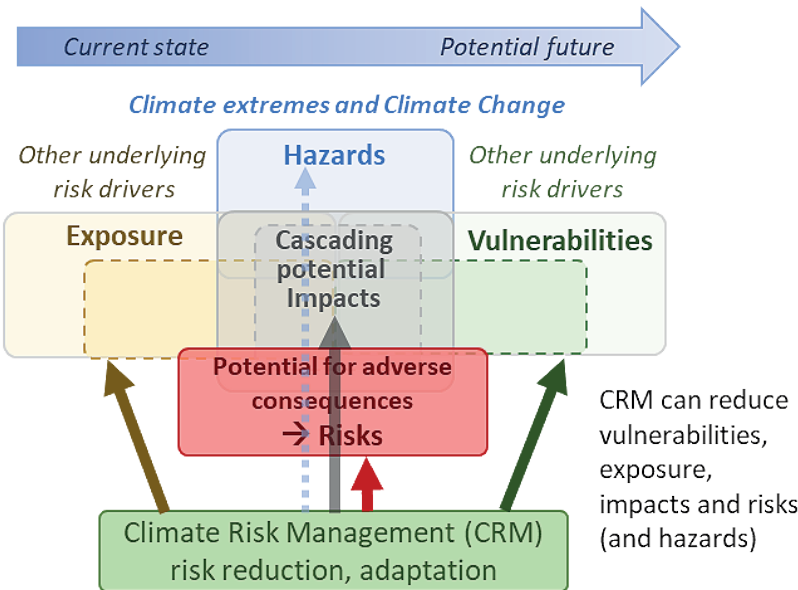 Current state
Potential future
Climate extremes and Climate Change
Other underlying
risk drivers
Hazards
Other underlying
risk drivers
Exposure
Cascading
potential
Impacts
Vulnerabilities
Potential for adverse
consequences
→ Risks
CRM can reduce
vulnerabilities,
exposure,
impacts and risks
(and hazards)
Climate Risk Management (CRM)
risk reduction, adaptation